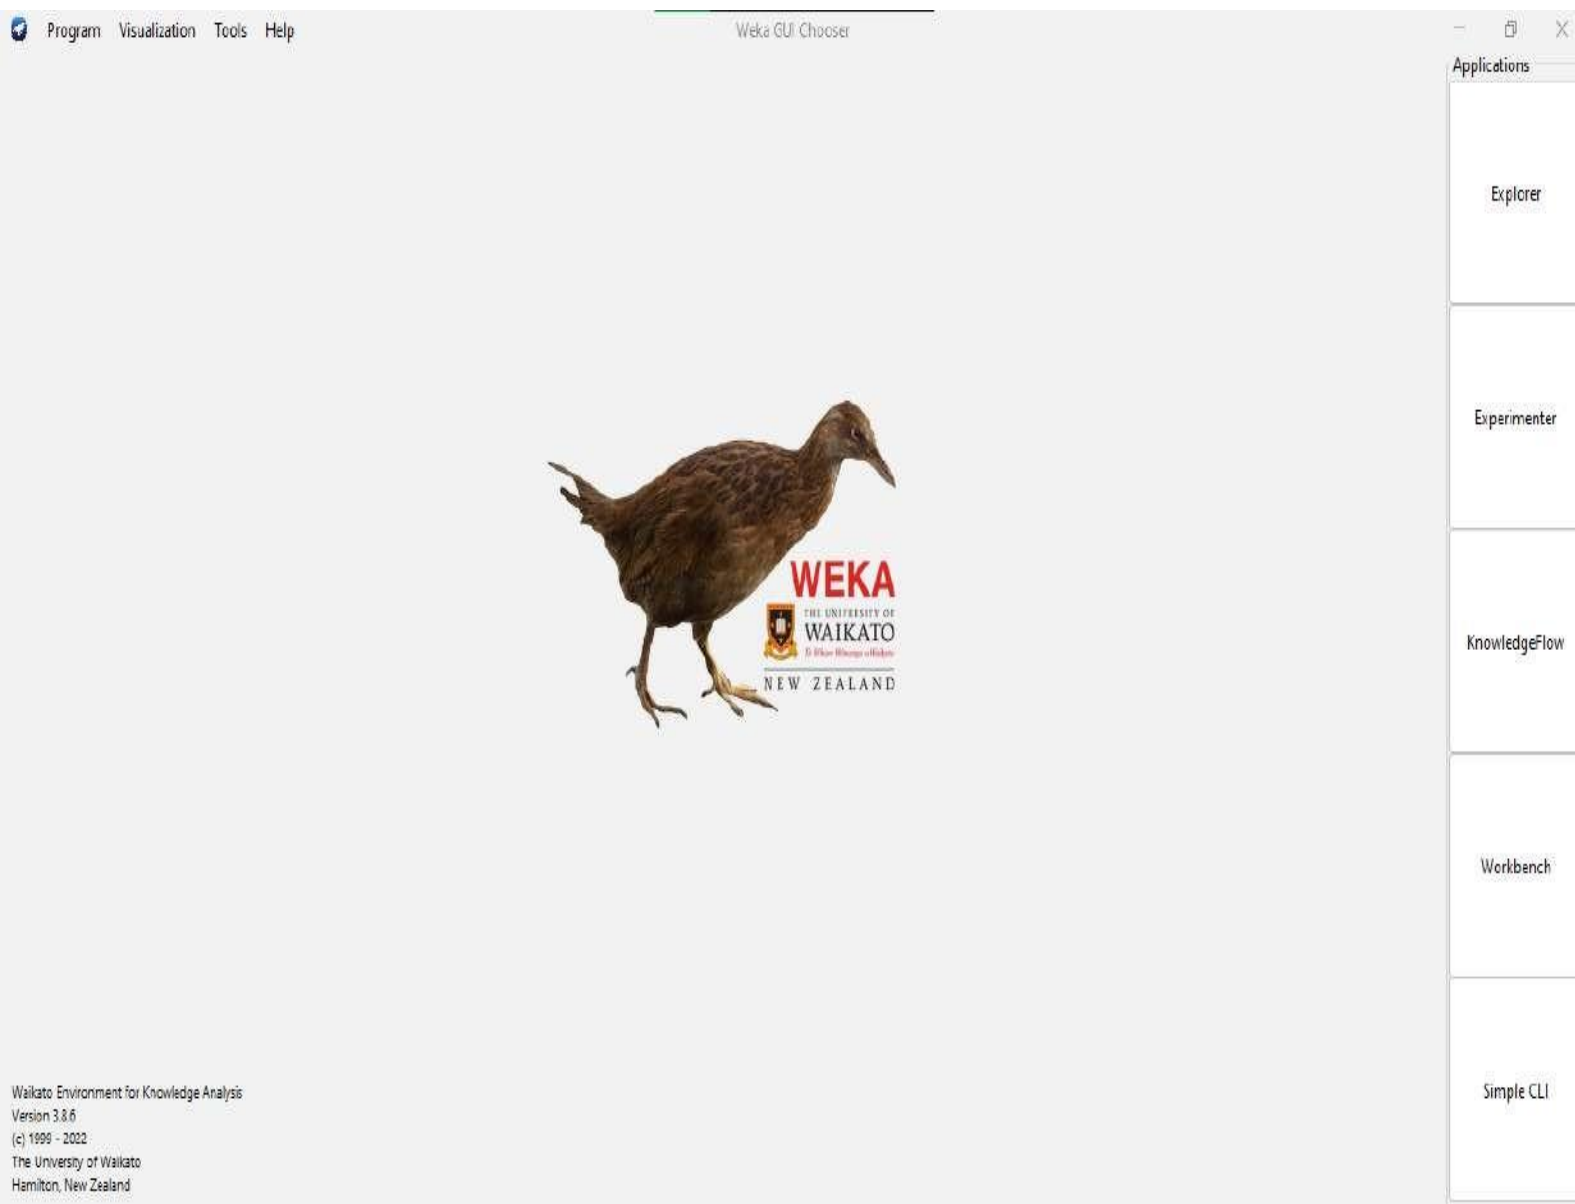 Program Visualization Tools Help
Weka GUI Chooser
Applications
Explorer
Experimenter
KnowledgeFlow
Workbench
Simple CLI
WEKA
THE UNIVERSITY OF
WAIKATO
NEW ZEALAND
Waikato Environment for Knowledge Analysis
Version 3.8.6
(c) 1999 - 2022
The University of Waikato
Hamilton, New Zealand